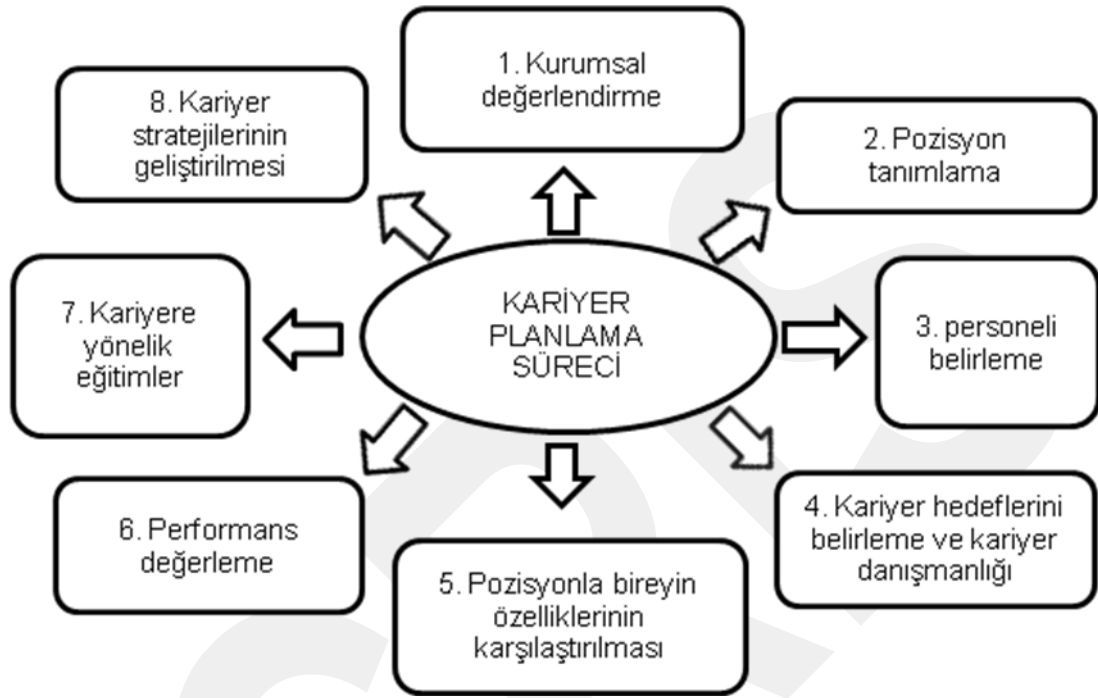 1. Kurumsal
değerlendirme
2. Pozisyon
tanımlama
3. personeli
belirleme
4. Kariyer hedeflerini
belirleme ve kariyer
danışmanlığı
5. Pozisyonla bireyin
özelliklerinin
karşılaştırılması
6. Performans
değerleme
7. Kariyere
yönelik
eğitimler
8. Kariyer
stratejilerinin
geliştirilmesi
KARİYER
PLANLAMA
SÜRECİ